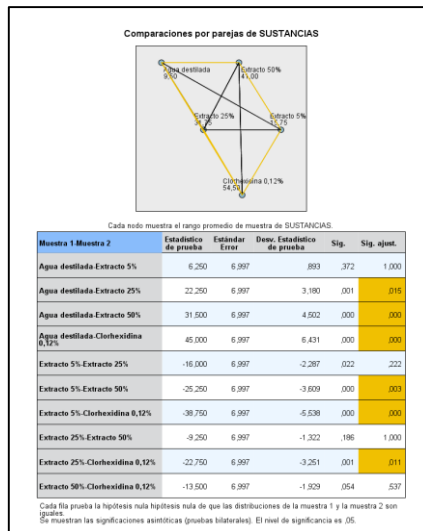 Comparaciones por parejas de SUSTANCIAS
Agua destilada
9,50
Extracto 50%
41,00
Extracto 25%
Extracto 5%
15,75
Clorhexidina 0,12%
54,50
Cada nodo muestra el rango promedio de muestra de SUSTANCIAS.
Muestra 1-Muestra 2 Estadístico de prueba Estándar Error Desv. Estadístico de prueba Sig. Sig. ajust.
Agua destilada-Extracto 5% 6,250 6,997 ,893 ,372 1,000
Agua destilada-Extracto 25% 22,250 6,997 3,180 ,001 ,015
Agua destilada-Extracto 50% 31,500 6,997 4,502 ,000 ,000
Agua destilada-Clorhexidina 0,12% 45,000 6,997 6,431 ,000 ,000
Extracto 5%-Extracto 25% -16,000 6,997 -2,287 ,022 ,222
Extracto 5%-Extracto 50% -25,250 6,997 -3,609 ,000 ,003
Extracto 5%-Clorhexidina 0,12% -38,750 6,997 -5,538 ,000 ,000
Extracto 25%-Extracto 50% -9,250 6,997 -1,322 ,186 1,000
Extracto 25%-Clorhexidina 0,12% -22,750 6,997 -3,251 ,001 ,011
Extracto 50%-Clorhexidina 0,12% -13,500 6,997 -1,929 ,054 ,537
Cada fila prueba la hipótesis nula hipótesis nula de que las distribuciones de la muestra 1 y la muestra 2 son
iguales.
Se muestran las significaciones asintóticas (pruebas bilaterales). El nivel de significancia es ,05.